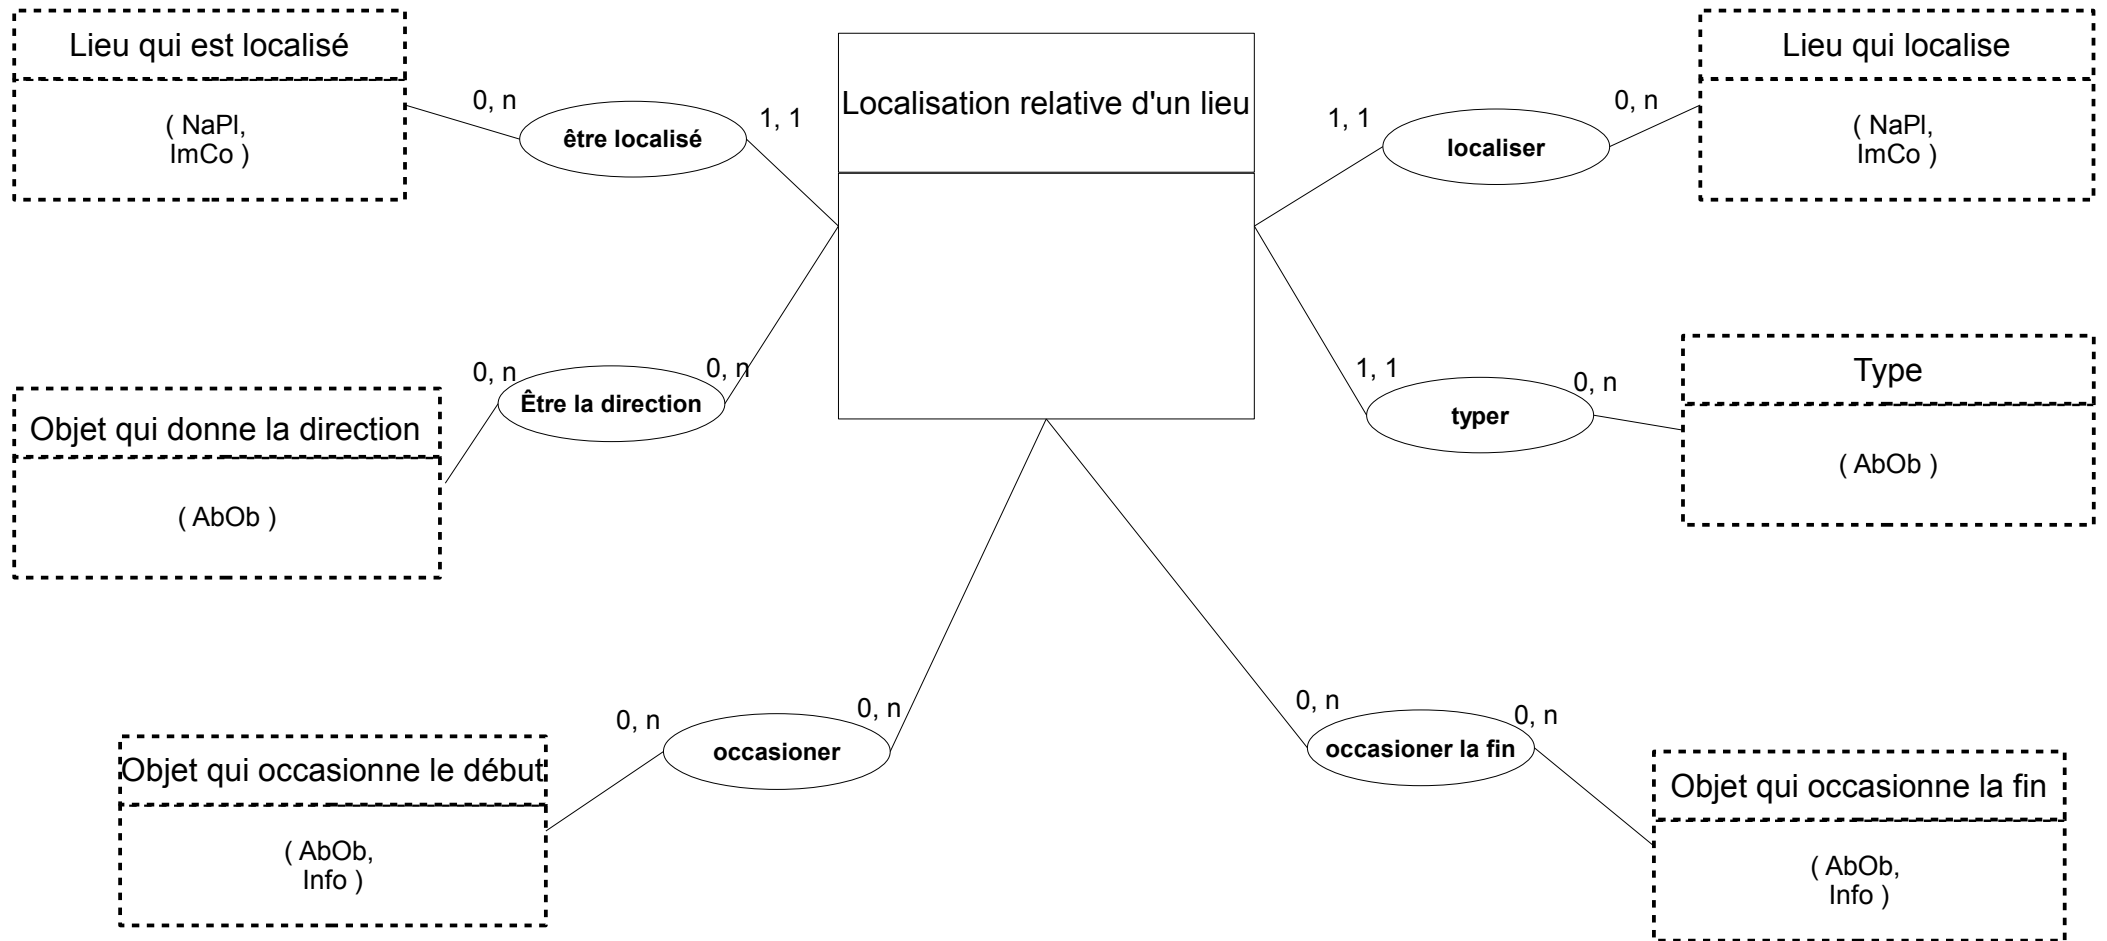 Lieu qui est localisé
( NaPl,
ImCo )
0, n
être localisé
1, 1
Localisation relative d'un lieu
1, 1
localiser
0, n
Lieu qui localise
( NaPl,
ImCo )
Objet qui donne la direction
( AbOb )
0, n
Être la direction
0, n
1, 1
typer
0, n
Type
( AbOb )
Objet qui occasionne le début
( AbOb,
Info )
0, n
occasioner
0, n
0, n
occasioner la fin
0, n
Objet qui occasionne la fin
( AbOb,
Info )